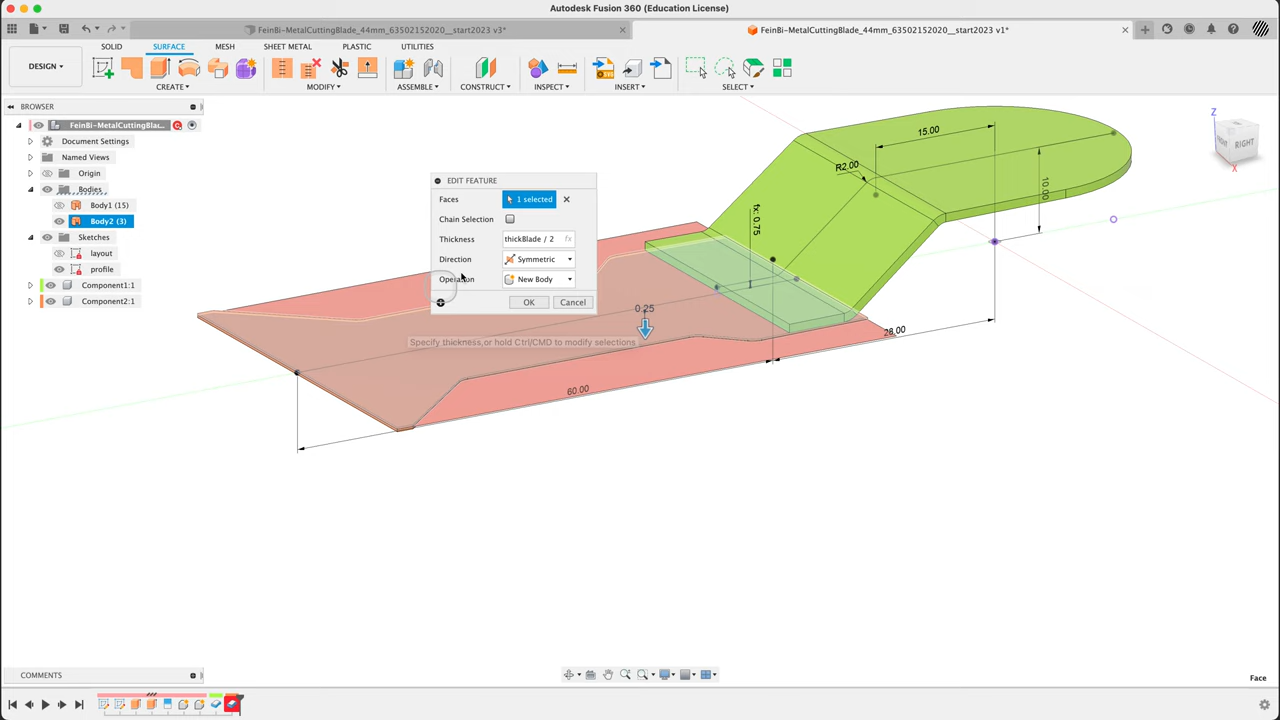 Autodesk Fusion 360 (Education License)
FeinBi-MetalCuttingBlade_44mm_63502152020__start2023 v3*
FeinBi-MetalCuttingBlade_44mm_63502152020__start2023 v1*
DESIGN
SOLID
SURFACE
MESH
SHEET METAL
PLASTIC
UTILITIES
CREATE
MODIFY
ASSEMBLE
CONSTRUCT
INSPECT
INSERT
SELECT
BROWSER
FeinBi-MetalCuttingBlac...
Document Settings
Named Views
Origin
Bodies
Body1 (15)
Body2 (3)
Sketches
layout
profile
Component1:1
Component2:1
EDIT FEATURE
Faces
1 selected
Chain Selection
Thickness
thickBlade / 2
fx
Direction
Symmetric
Operation
New Body
OK
Cancel
Specify thickness,or hold Ctrl/CMD to modify selections
15.00
R2.00
10.00
fx: 0.75
0.25
28.00
60.00
Z
FRONT
RIGHT
X
COMMENTS
Face